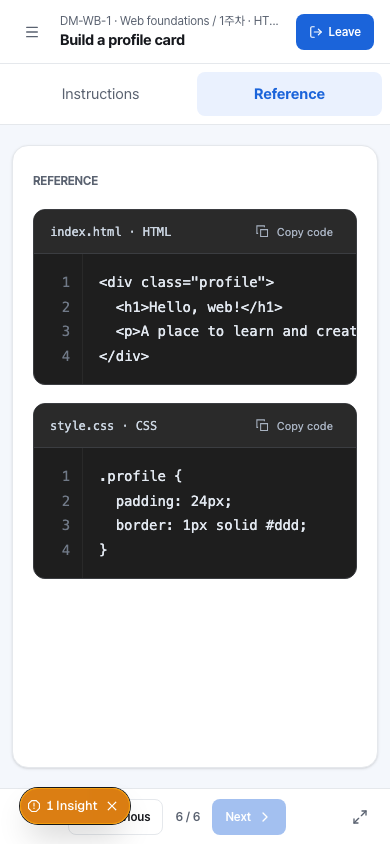 DM-WB-1 · Web foundations / 1주차 · HT...
Build a profile card
Leave
Instructions
Reference
REFERENCE
index.html · HTML
Copy code
1 <div class="profile">
2 <h1>Hello, web!</h1>
3 <p>A place to learn and creat
4 </div>
style.css · CSS
Copy code
1 .profile {
2 padding: 24px;
3 border: 1px solid #ddd;
4 }
1 Insight
ious
6 / 6
Next